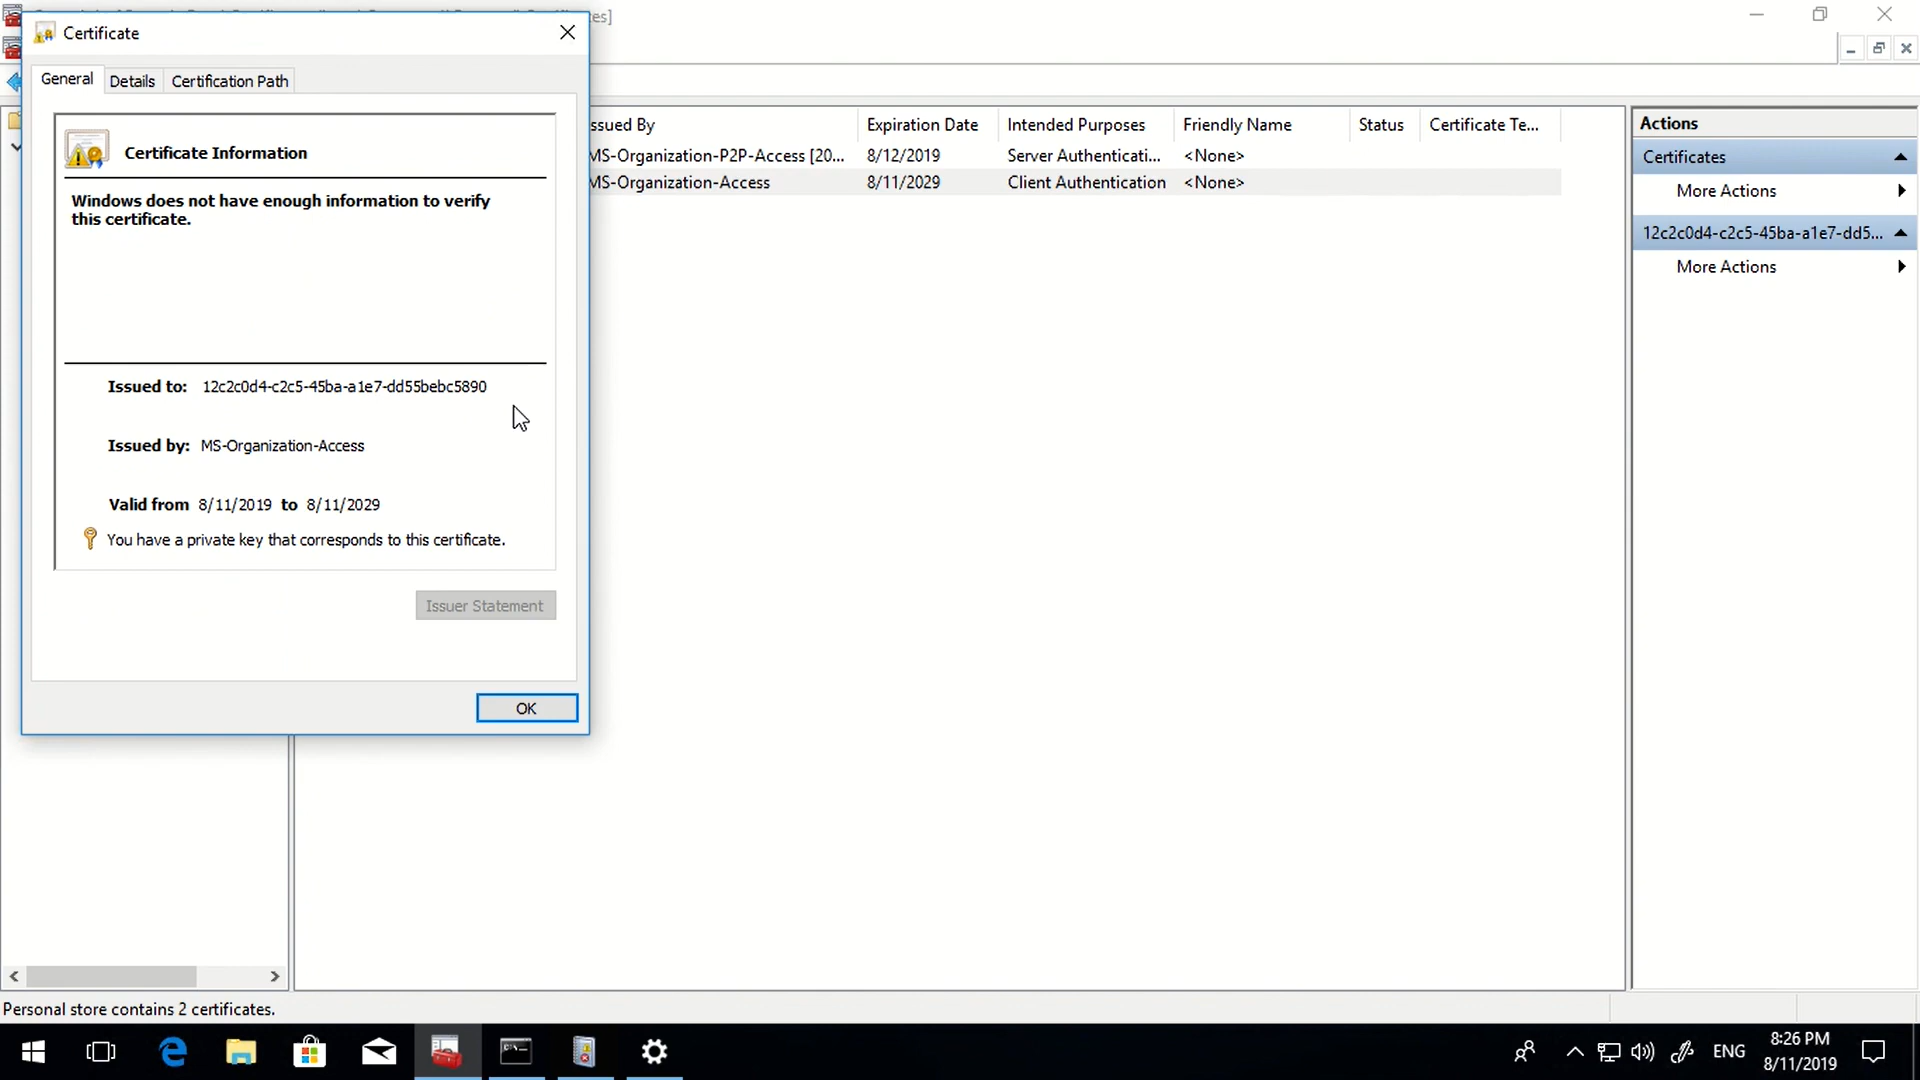 es]
Certificate
General
Details
Certification Path
Certificate Information
Windows does not have enough information to verify
this certificate.
Issued to: 12c2c0d4-c2c5-45ba-a1e7-dd55bebc5890
Issued by: MS-Organization-Access
Valid from 8/11/2019 to 8/11/2029
You have a private key that corresponds to this certificate.
Issuer Statement
OK
ssued By
Expiration Date
Intended Purposes
Friendly Name
Status
Certificate Te...
MS-Organization-P2P-Access [20...
8/12/2019
Server Authenticati...
<None>
MS-Organization-Access
8/11/2029
Client Authentication
<None>
Actions
Certificates
More Actions
12c2c0d4-c2c5-45ba-a1e7-dd5...
More Actions
Personal store contains 2 certificates.
ENG
8:26 PM
8/11/2019